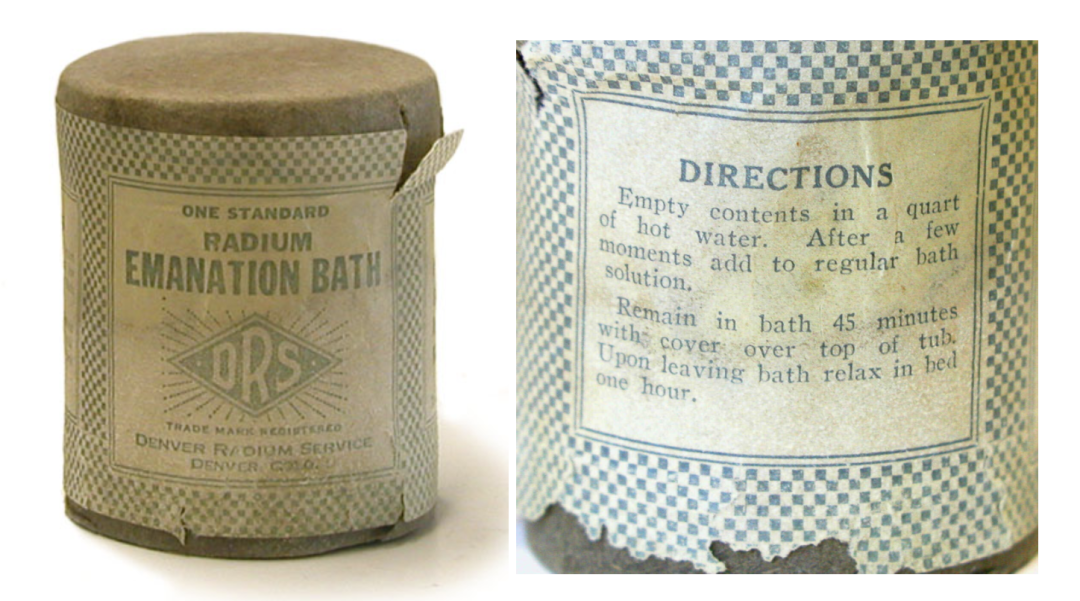 ONE STANDARD
RADIUM
EMANATION BATH
DRS
TRADE MARK REGISTERED
DENVER RADIUM SERVICE
DENVER, COLO.
DIRECTIONS
Empty contents in a quart
of hot water. After a few
moments add to regular bath
solution.
Remain in bath 45 minutes
with cover over top of tub.
Upon leaving bath relax in bed
one hour.